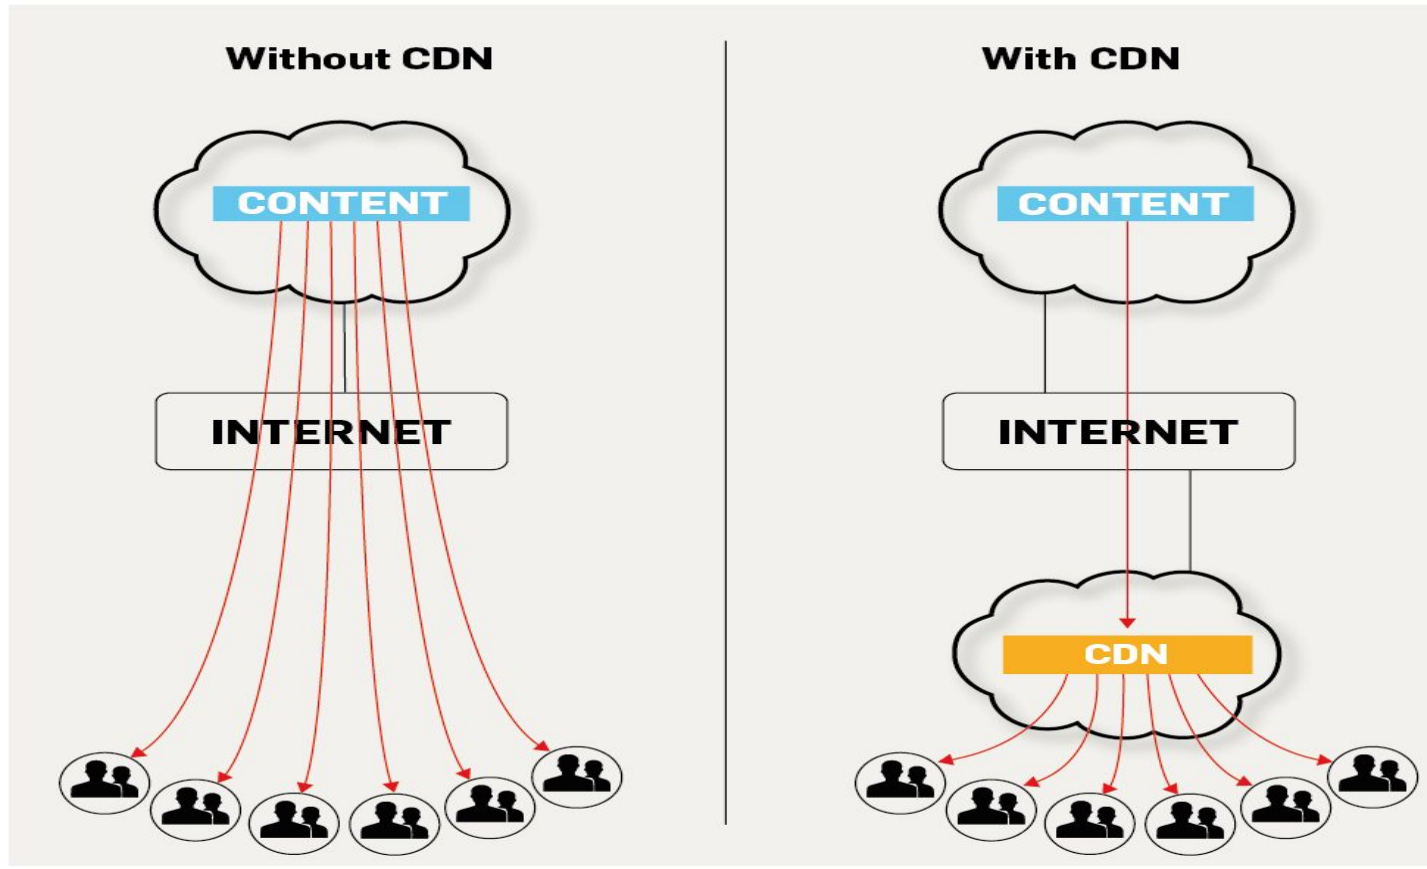 Without CDN
CONTENT
INTERNET
With CDN
CONTENT
INTERNET
CDN